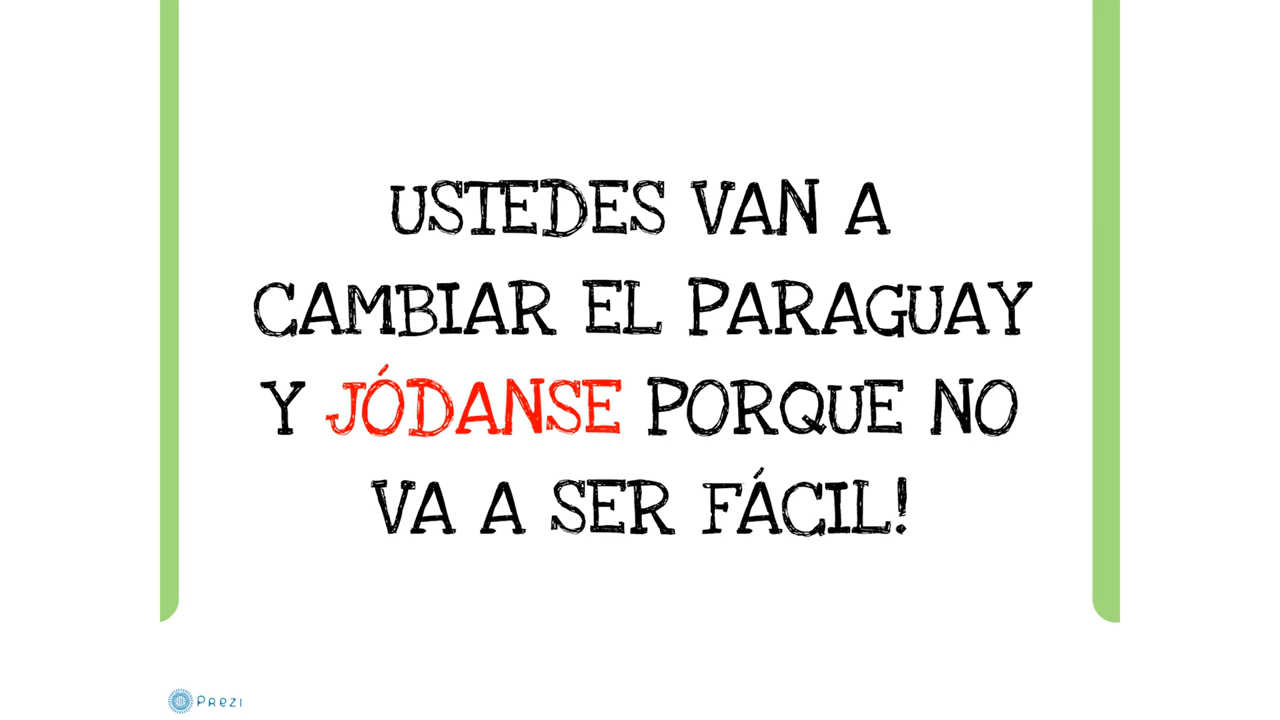 USTEDES VAN A
CAMBIAR EL PARAGUAY
Y JÓDANSE PORQUE NO
VA A SER FÁCIL!
PREZI